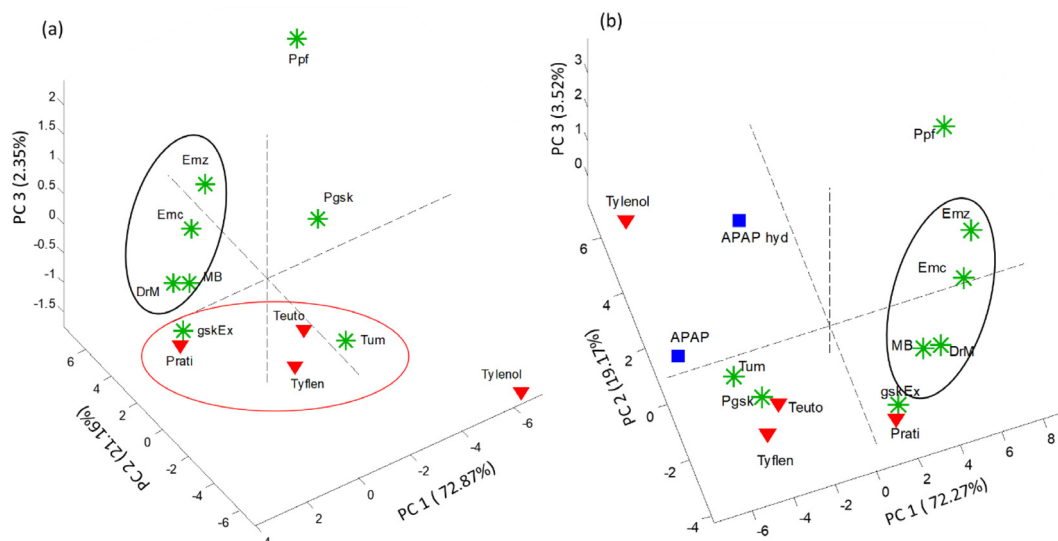 (a)
Ppf
2
1.5
1
0.5
0
-0.5
-1
-1.5
PC 3 (2.35%)
Emz
Emc
DrM
MB
Pgsk
gskEx
Prati
Teuto
Tum
Tyflen
Tylenol
6
4
2
0
-2
-4
-6
PC 2 (21.16%)
4
2
0
-2
-4
-6
PC 1 ( 72.87%)
(b)
3
2
1
0
PC 3 (3.52%)
Ppf
Tylenol
APAP hyd
Emz
Emc
MB
DrM
APAP
Tum
Pgsk
Teuto
gskEx
Prati
Tyflen
6
4
2
0
-2
-4
PC 2 (19.17%)
-6
-4
-2
0
2
4
6
8
PC 1 ( 72.27%)